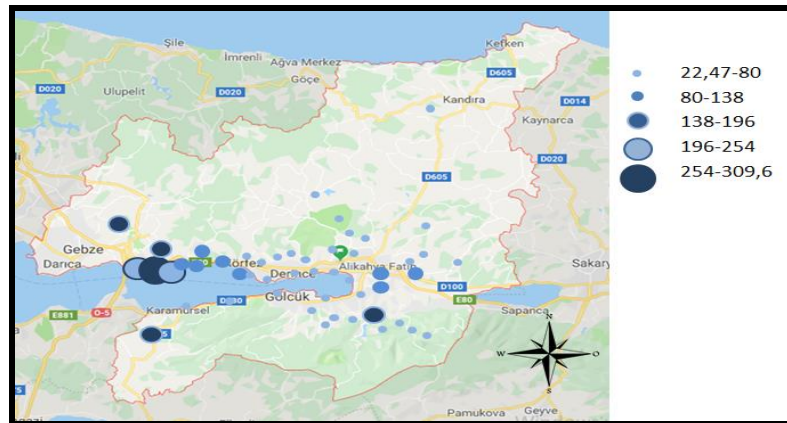 Şile
İmrenli
Ağva Merkez
Göçe
Kefken
D020
D020
Ulupelit
D605
Kandıra
D014
Kaynarca
D020
D605
Gebze
Darıca
Körfez
Derince
Alikahya Fatih
Sakary
Gölcük
D100
E80
E881
O-5
Karamürsel
Sapanca
Pamukova
Geyve
N
W
O
S
22,47-80
80-138
138-196
196-254
254-309,6